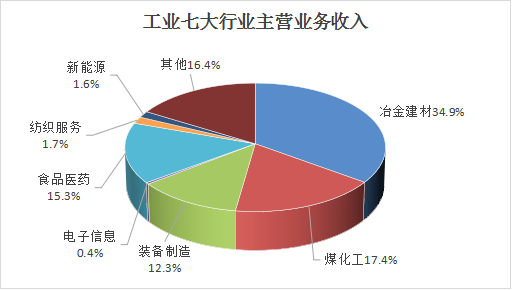 工业七大行业主营业务收入
其他16.4%
新能源
1.6%
冶金建材34.9%
纺织服务
1.7%
食品医药
15.3%
电子信息
0.4%
装备制造
12.3%
煤化工17.4%